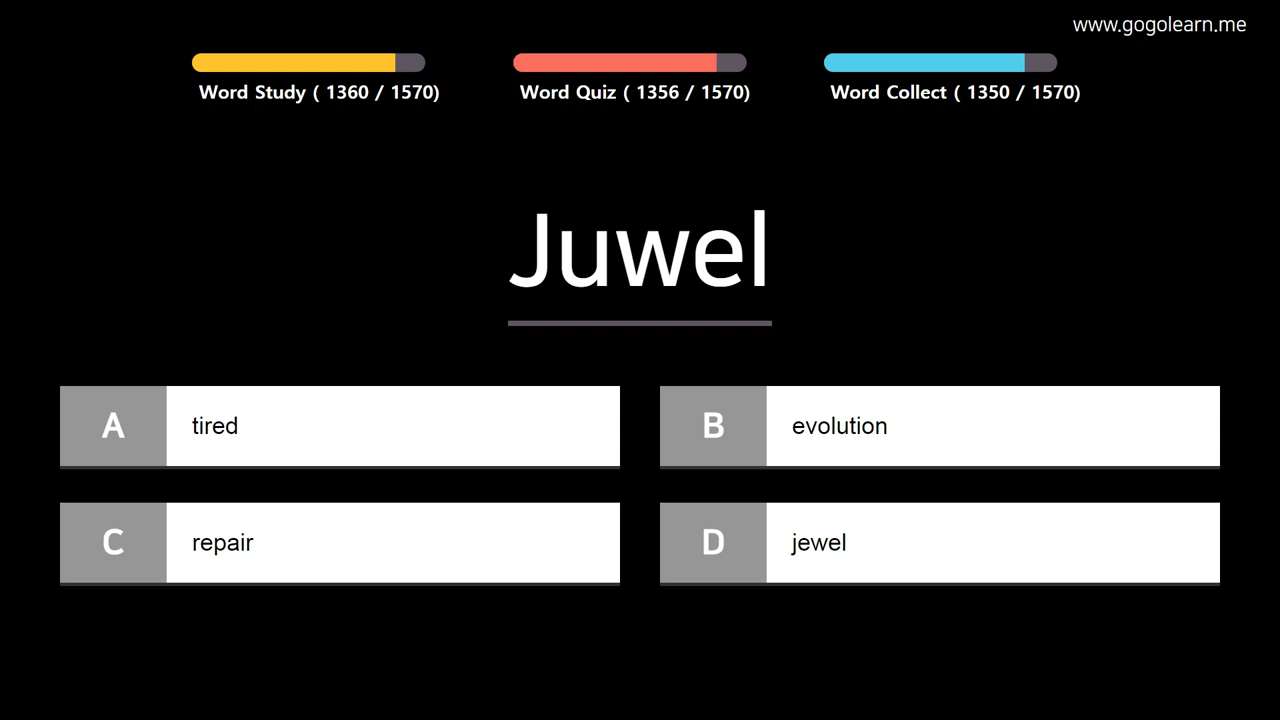 www.gogolearn.me
Word Study ( 1360 / 1570)
Word Quiz ( 1356 / 1570)
Word Collect ( 1350 / 1570)
Juwel
A tired
B evolution
C repair
D jewel